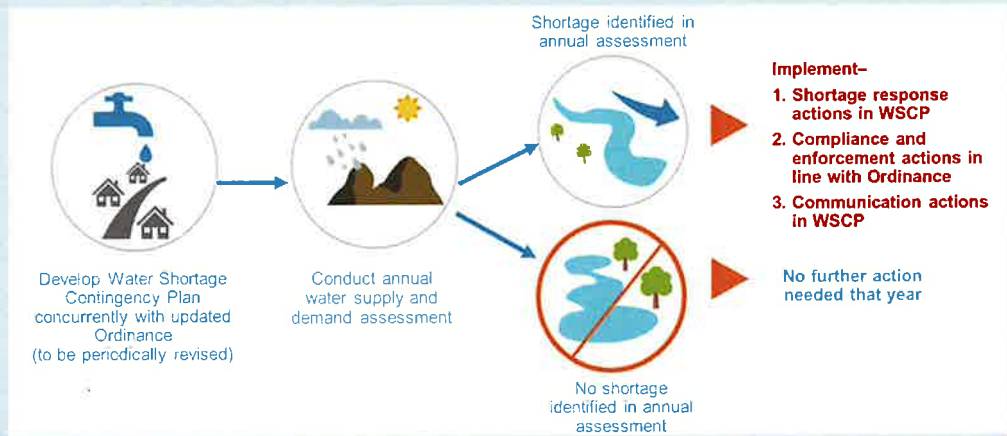 Develop Water Shortage
Contingency Plan
concurrently with updated
Ordinance
(to be periodically revised)
Conduct annual
water supply and
demand assessment
Shortage identified in
annual assessment
Implement–
1. Shortage response
actions in WSCP
2. Compliance and
enforcement actions in
line with Ordinance
3. Communication actions
in WSCP
No shortage
identified in annual
assessment
No further action
needed that year